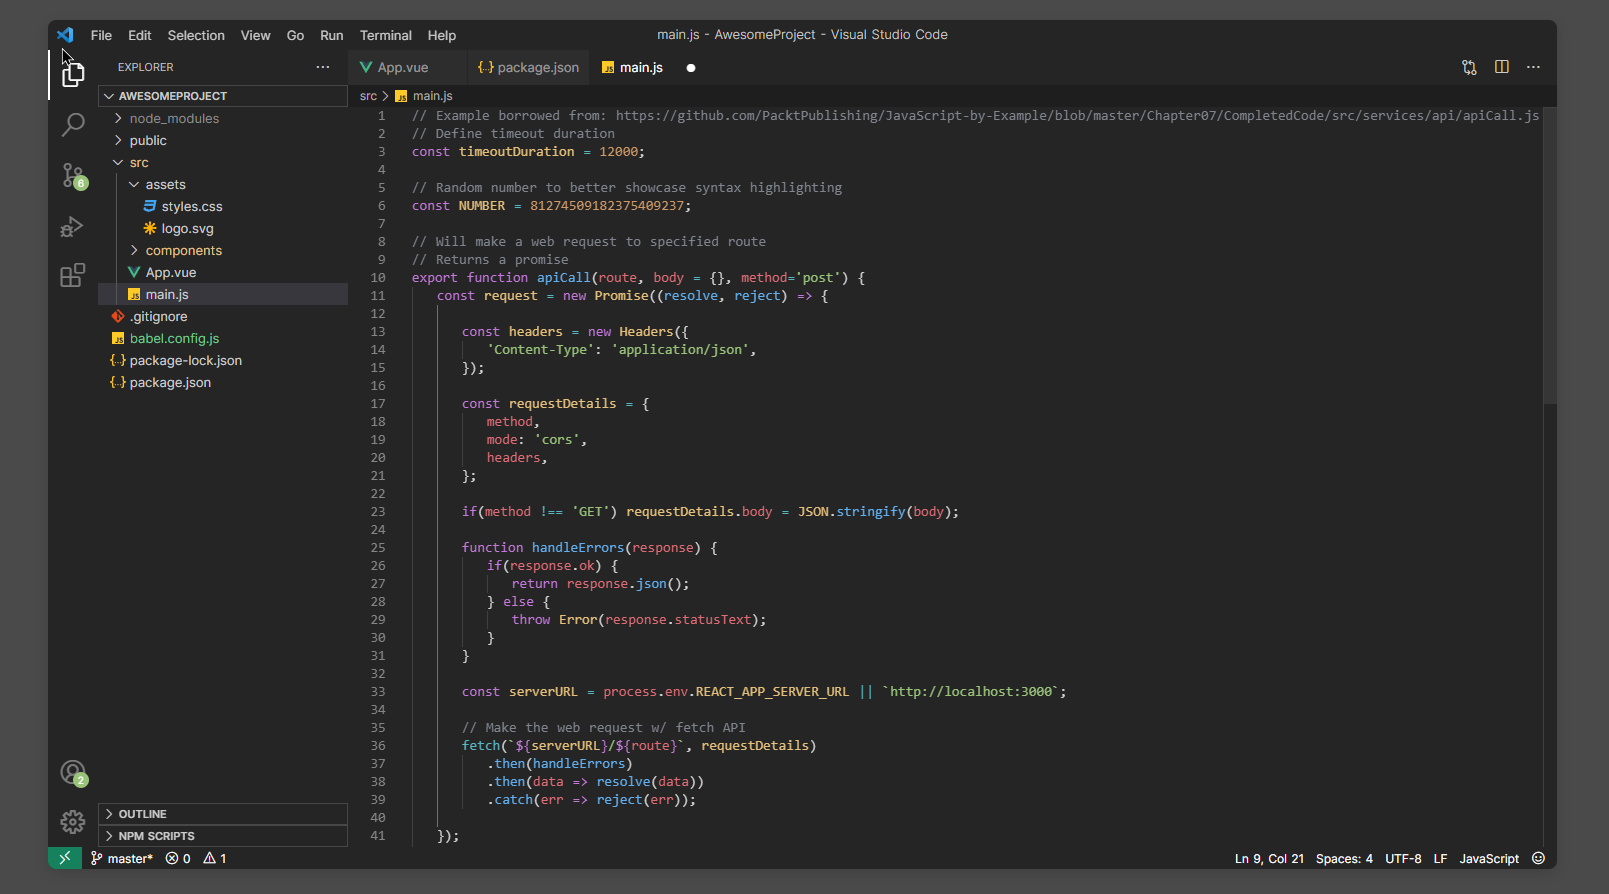 File Edit Selection View Go Run Terminal Help
main.js - AwesomeProject - Visual Studio Code
EXPLORER
AWESOMEPROJECT
node_modules
public
src
assets
styles.css
logo.svg
components
App.vue
main.js
.gitignore
babel.config.js
package-lock.json
package.json
6
2
OUTLINE
NPM SCRIPTS
App.vue
package.json
main.js
src > JS main.js
1 // Example borrowed from: https://github.com/PacktPublishing/JavaScript-by-Example/blob/master/Chapter07/CompletedCode/src/services/api/apiCall.js
2 // Define timeout duration
3 const timeoutDuration = 12000;
4
5 // Random number to better showcase syntax highlighting
6 const NUMBER = 81274509182375409237;
7
8 // Will make a web request to specified route
9 // Returns a promise
10 export function apiCall(route, body = {}, method='post') {
11 const request = new Promise((resolve, reject) => {
12
13 const headers = new Headers({
14 'Content-Type': 'application/json',
15 });
16
17 const requestDetails = {
18 method,
19 mode: 'cors',
20 headers,
21 };
22
23 if(method !== 'GET') requestDetails.body = JSON.stringify(body);
24
25 function handleErrors(response) {
26 if(response.ok) {
27 return response.json();
28 } else {
29 throw Error(response.statusText);
30 }
31 }
32
33 const serverURL = process.env.REACT_APP_SERVER_URL || `http://localhost:3000`;
34
35 // Make the web request w/ fetch API
36 fetch(`${serverURL}/${route}`, requestDetails)
37 .then(handleErrors)
38 .then(data => resolve(data))
39 .catch(err => reject(err));
40
41 });
master* 0 1
Ln 9, Col 21 Spaces: 4 UTF-8 LF JavaScript